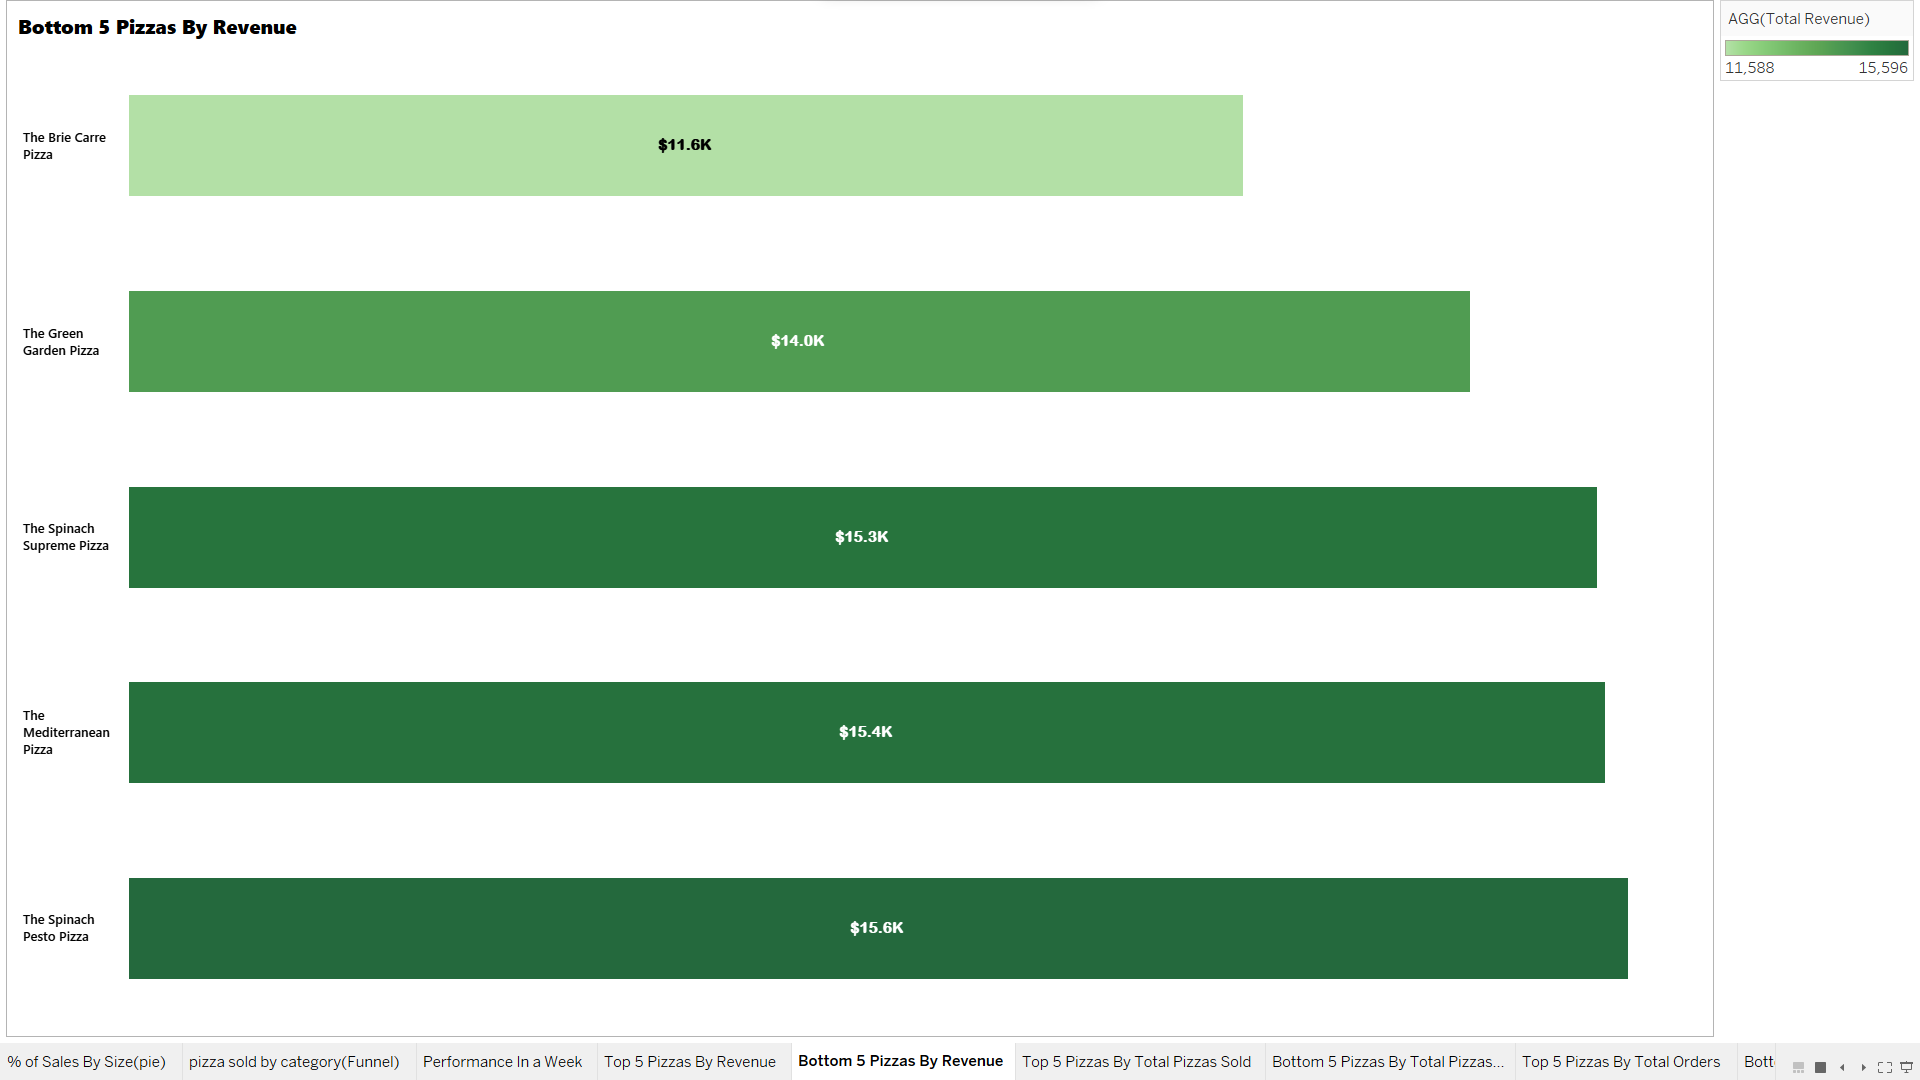 Bottom 5 Pizzas By Revenue
AGG(Total Revenue)
11,588 15,596
The Brie Carre
Pizza
$11.6K
The Green
Garden Pizza
$14.0K
The Spinach
Supreme Pizza
$15.3K
The
Mediterranean
Pizza
$15.4K
The Spinach
Pesto Pizza
$15.6K
% of Sales By Size(pie) pizza sold by category(Funnel) Performance In a Week Top 5 Pizzas By Revenue Bottom 5 Pizzas By Revenue Top 5 Pizzas By Total Pizzas Sold Bottom 5 Pizzas By Total Pizzas... Top 5 Pizzas By Total Orders Bott